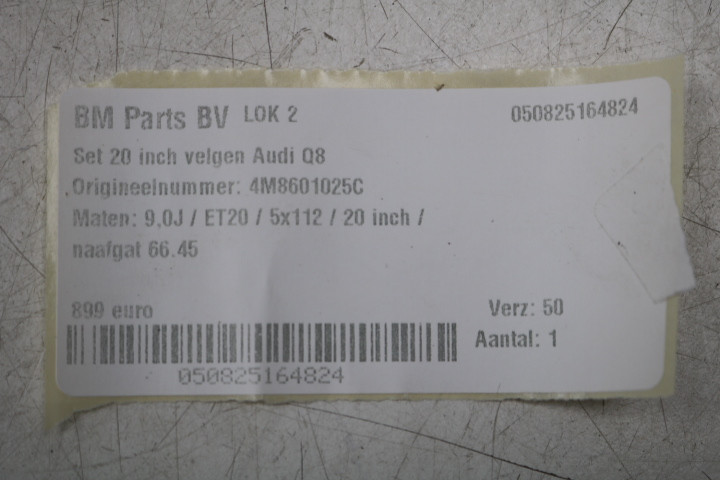 BM Parts BV LOK 2 050825164824
Set 20 inch velgen Audi Q8
Origineelnummer: 4M8601025C
Maten: 9,0J / ET20 / 5x112 / 20 inch /
naafgat 66.45
899 euro Verz: 50
Aantal: 1
050825164824